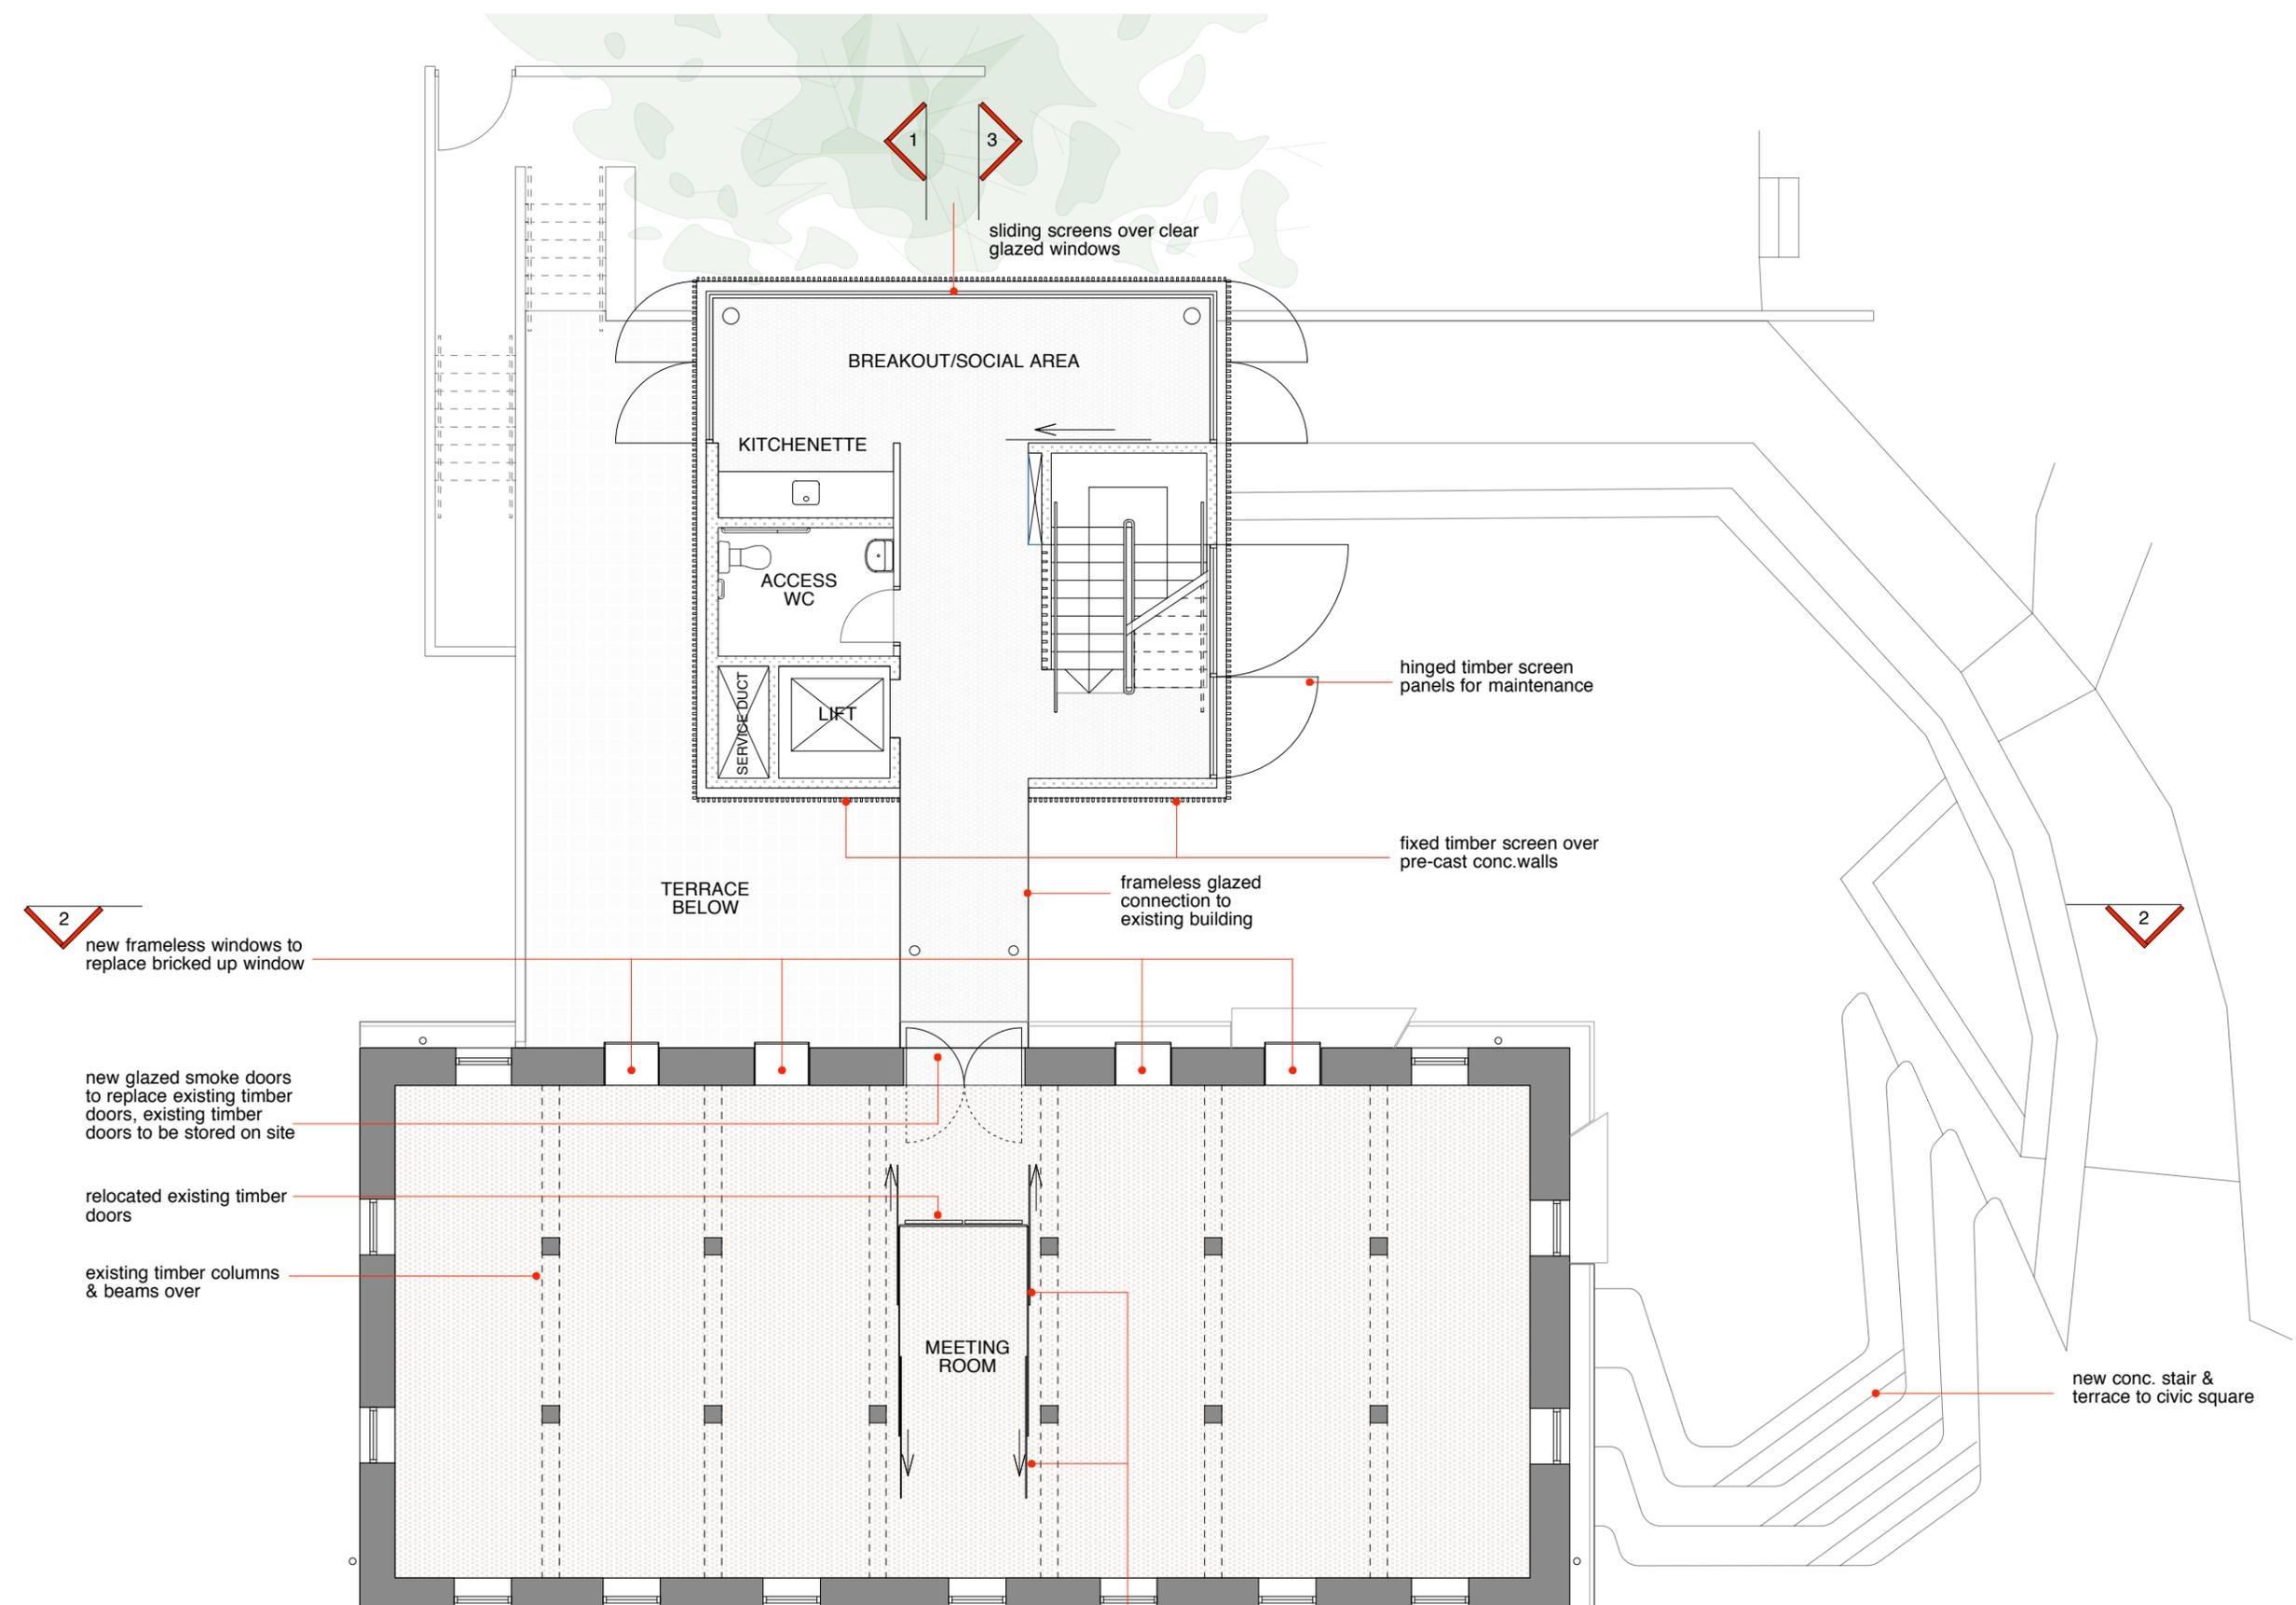 1
3
sliding screens over clear
glazed windows
BREAKOUT/SOCIAL AREA
KITCHENETTE
ACCESS
WC
SERVICE DUCT
LIFT
hinged timber screen
panels for maintenance
fixed timber screen over
pre-cast conc.walls
frameless glazed
connection to
existing building
TERRACE
BELOW
2
2
new frameless windows to
replace bricked up window
new glazed smoke doors
to replace existing timber
doors, existing timber
doors to be stored on site
relocated existing timber
doors
existing timber columns
& beams over
MEETING
ROOM
new conc. stair &
terrace to civic square